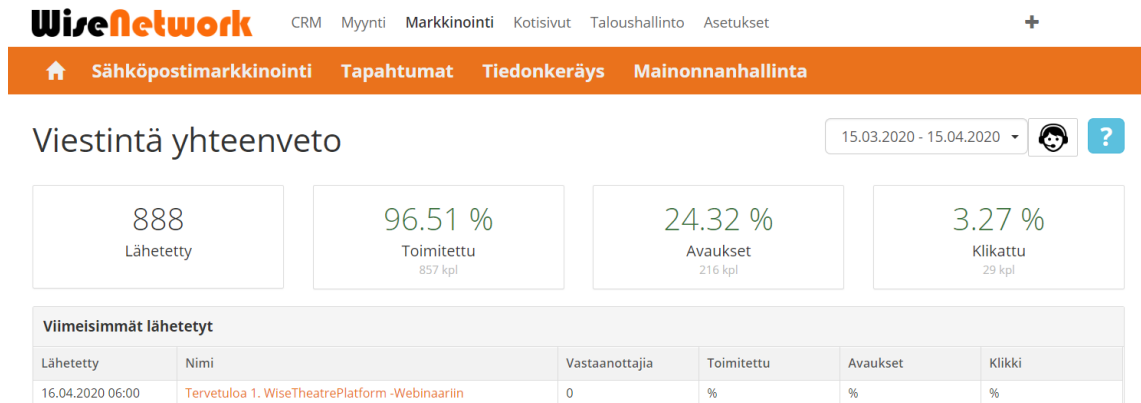 WiseNetwork CRM Myynti Markkinointi Kotisivut Taloushallinto Asetukset +
Sähköpostimarkkinointi Tapahtumat Tiedonkeräys Mainonnanhallinta
Viestintä yhteenveto 15.03.2020 - 15.04.2020 ?
888 96.51 % 24.32 % 3.27 %
Lähetetty Toimitettu Avaukset Klikattu
857 kpl 216 kpl 29 kpl
Viimeisimmät lähetetyt
Lähetetty Nimi Vastaanottajia Toimitettu Avaukset Klikki
16.04.2020 06:00 Tervetuloa 1. WiseTheatrePlatform -Webinaariin 0 % % %